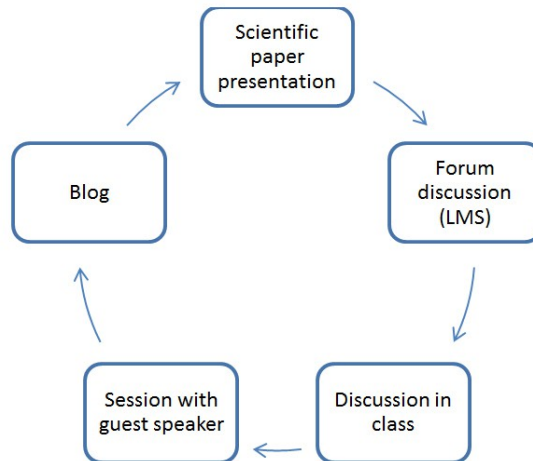 Scientific
paper
presentation
Forum
discussion
(LMS)
Discussion in
class
Session with
guest speaker
Blog